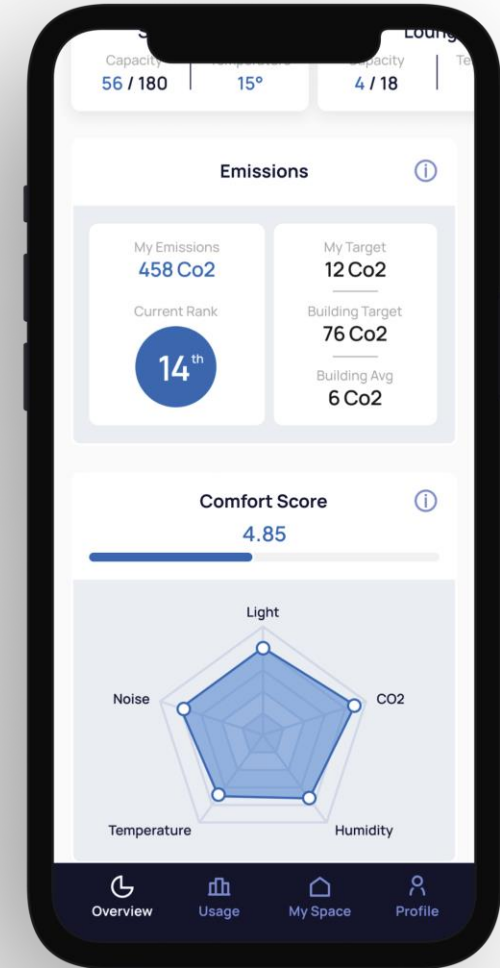 Capacity
Capacity
56 / 180
15°
4 / 18
Emissions
My Emissions
458 Co2
Current Rank
14th
My Target
12 Co2
Building Target
76 Co2
Building Avg
6 Co2
Comfort Score
4.85
Light
Noise
CO2
Temperature
Humidity
Overview
Usage
My Space
Profile